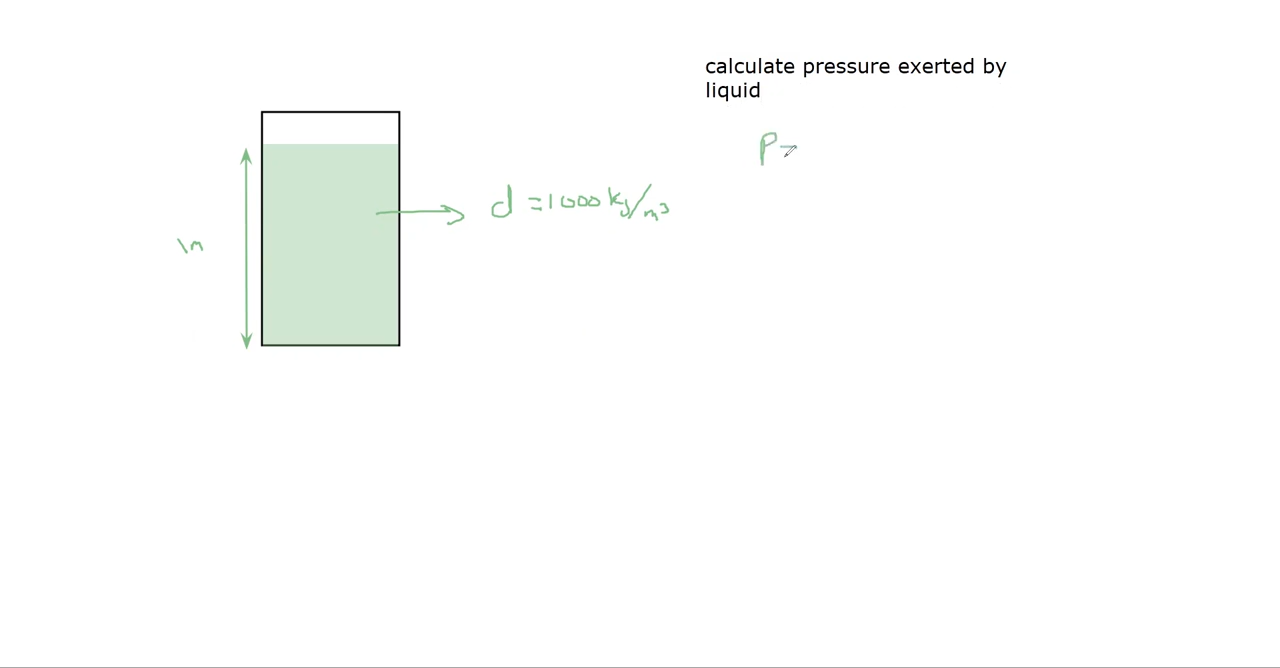 calculate pressure exerted by
liquid
P -
d = 1000 kg/m³
1m